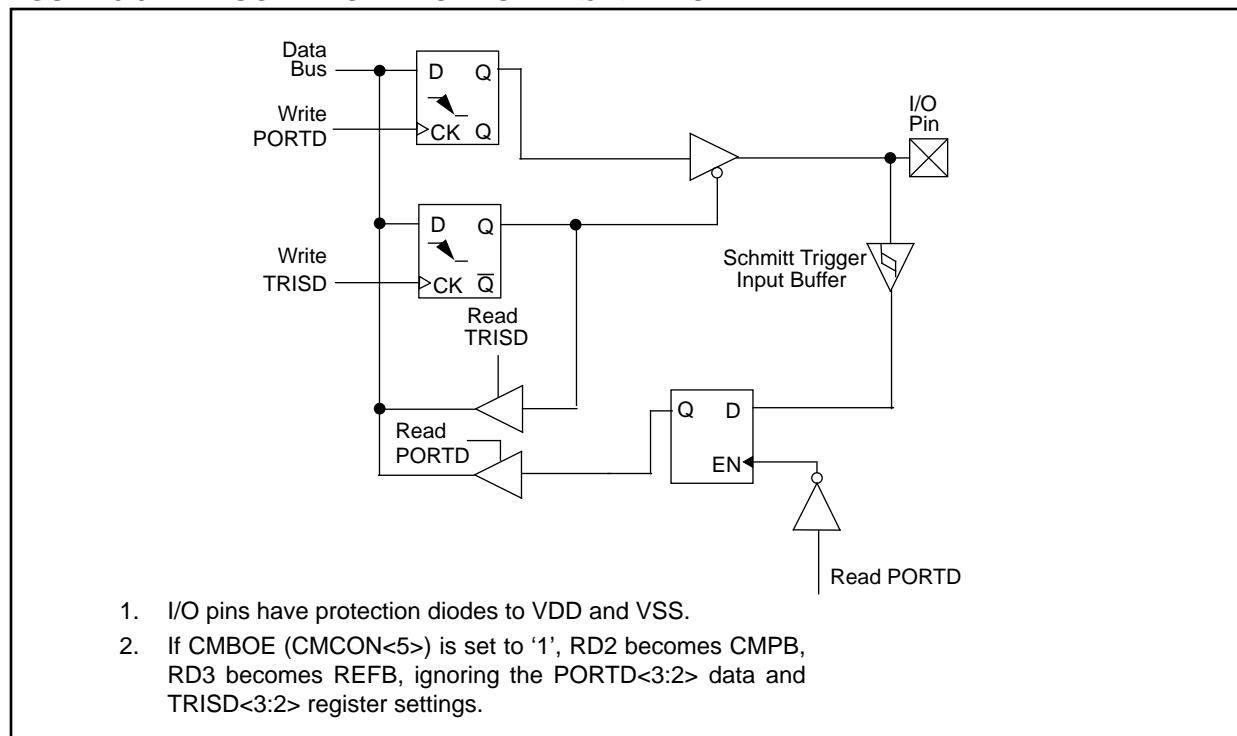 Data
Bus
D Q
Write
PORTD
CK Q
I/O
Pin
D Q
Write
TRISD
CK Q̅
Schmitt Trigger
Input Buffer
Read
TRISD
Q D
Read
PORTD
EN
Read PORTD
1. I/O pins have protection diodes to VDD and VSS.
2. If CMBOE (CMCON<5>) is set to ‘1’, RD2 becomes CMPB,
RD3 becomes REFB, ignoring the PORTD<3:2> data and
TRISD<3:2> register settings.